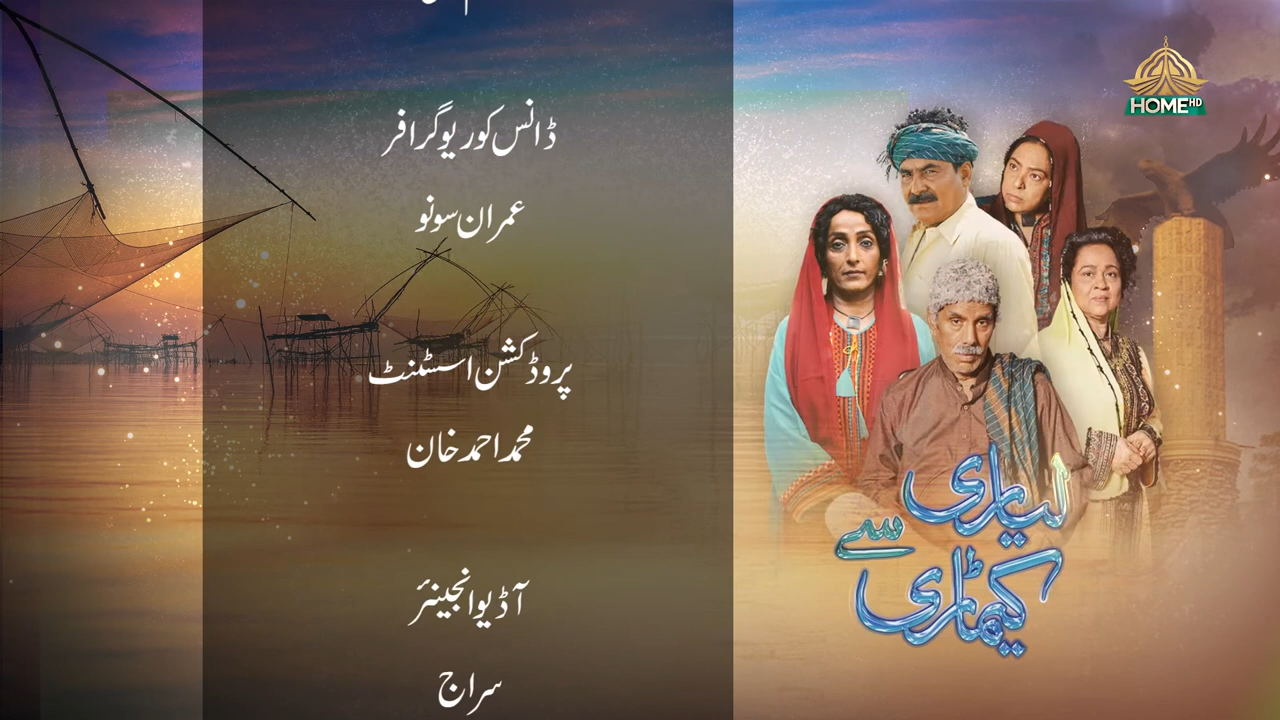 ڈانس کوریوگرافر
عمران سونو
پروڈکشن اسسٹنٹ
محمد احمد خان
آڈیو انجینئر
سراج
HOME HD
لیاری
سے
کیماڑی